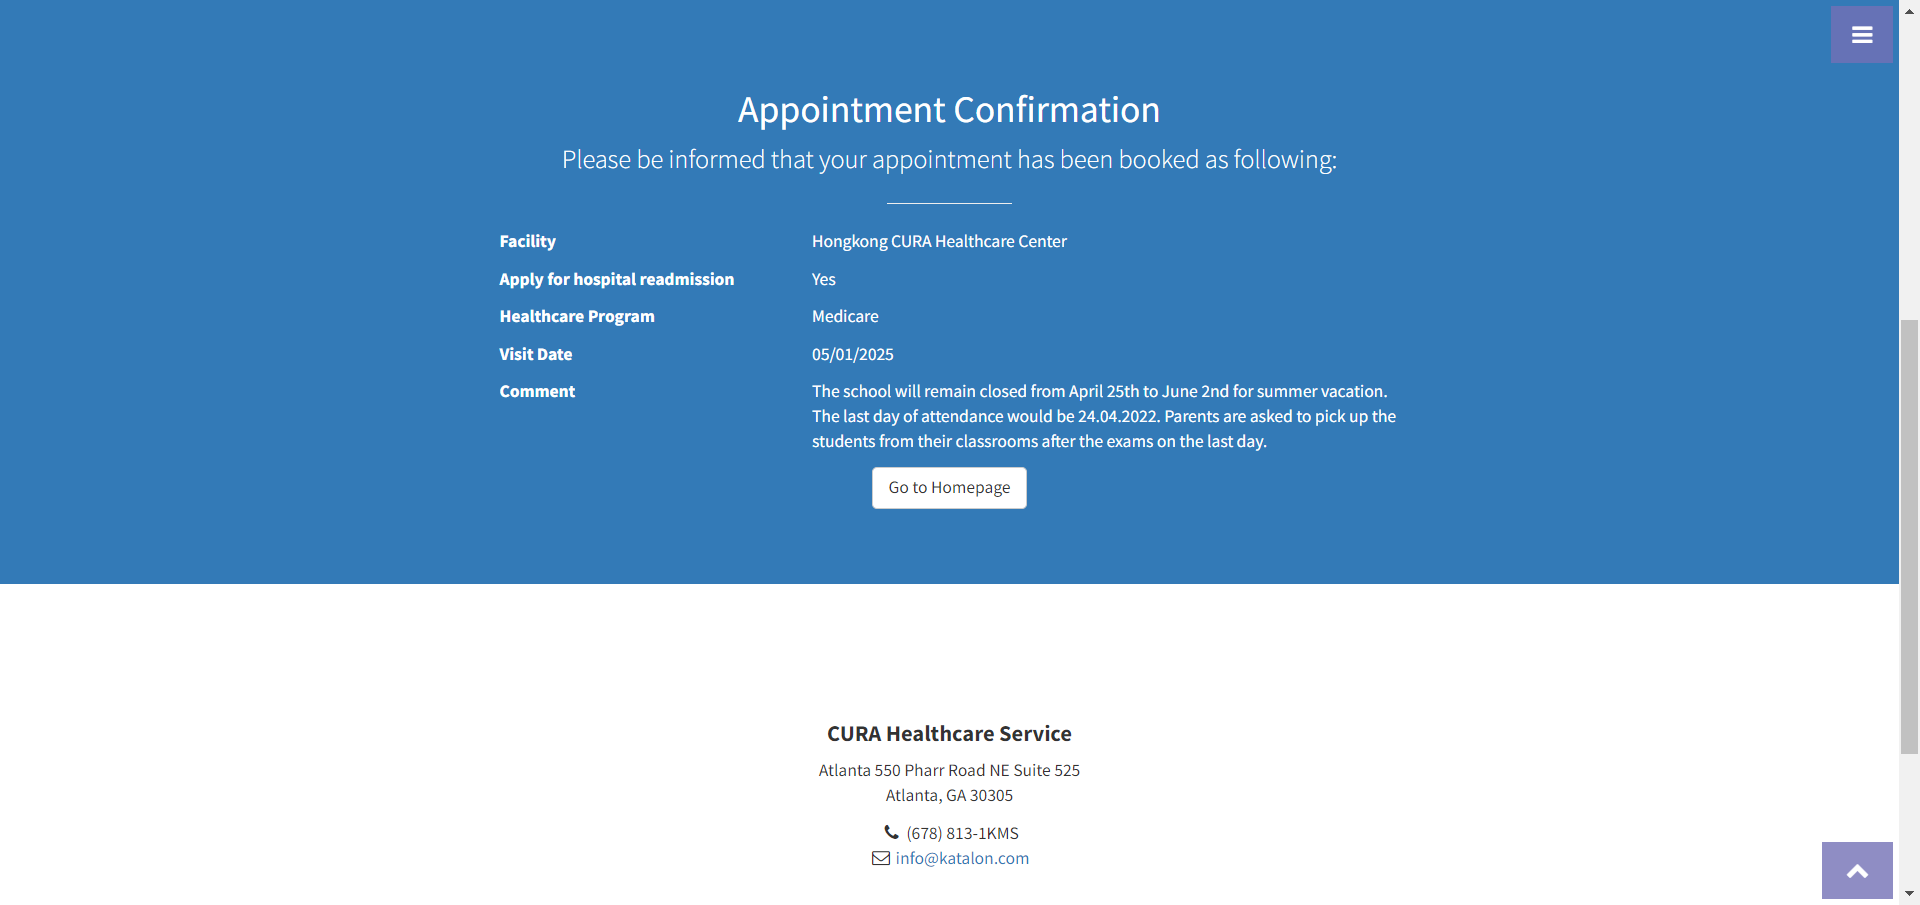 Appointment Confirmation
Please be informed that your appointment has been booked as following:
Facility Hongkong CURA Healthcare Center
Apply for hospital readmission Yes
Healthcare Program Medicare
Visit Date 05/01/2025
Comment The school will remain closed from April 25th to June 2nd for summer vacation.
The last day of attendance would be 24.04.2022. Parents are asked to pick up the
students from their classrooms after the exams on the last day.
Go to Homepage
CURA Healthcare Service
Atlanta 550 Pharr Road NE Suite 525
Atlanta, GA 30305
(678) 813-1KMS
info@katalon.com